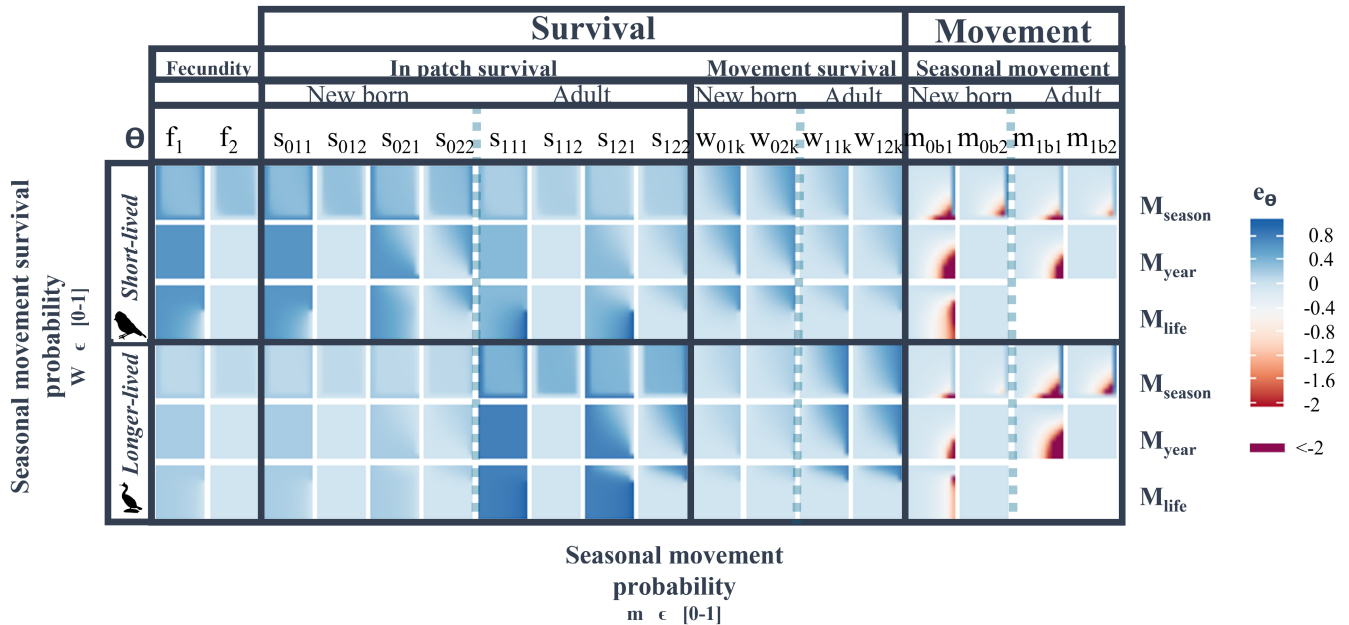 Survival Movement
Fecundity In patch survival Movement survival Seasonal movement
New born Adult New born Adult New born Adult
ϴ f1 f2 s011 s012 s021 s022 s111 s112 s121 s122 w01k w02k w11k w12k m0b1 m0b2 m1b1 m1b2
Seasonal movement survival
probability
W ϵ [0-1]
Short-lived
Mseason
Myear
Mlife
Longer-lived
Mseason
Myear
Mlife
eϴ
0.8
0.4
0
-0.4
-0.8
-1.2
-1.6
-2
<-2
Seasonal movement
probability
m ϵ [0-1]